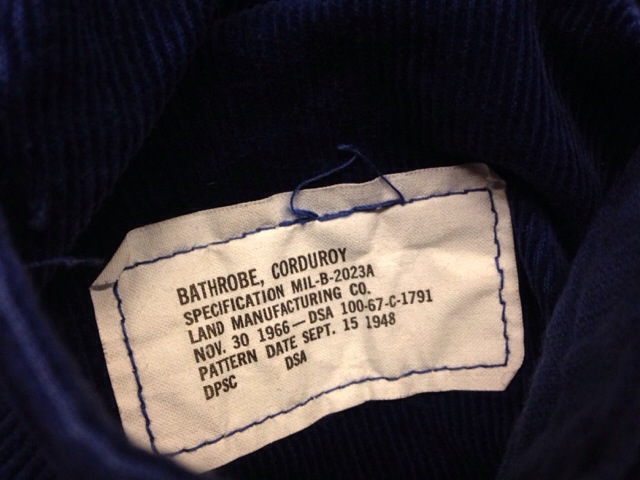 BATHROBE, CORDUROY
SPECIFICATION MIL-B-2023A
LAND MANUFACTURING CO.
NOV. 30 1966—DSA 100-67-C-1791
PATTERN DATE SEPT. 15 1948
DPSC DSA